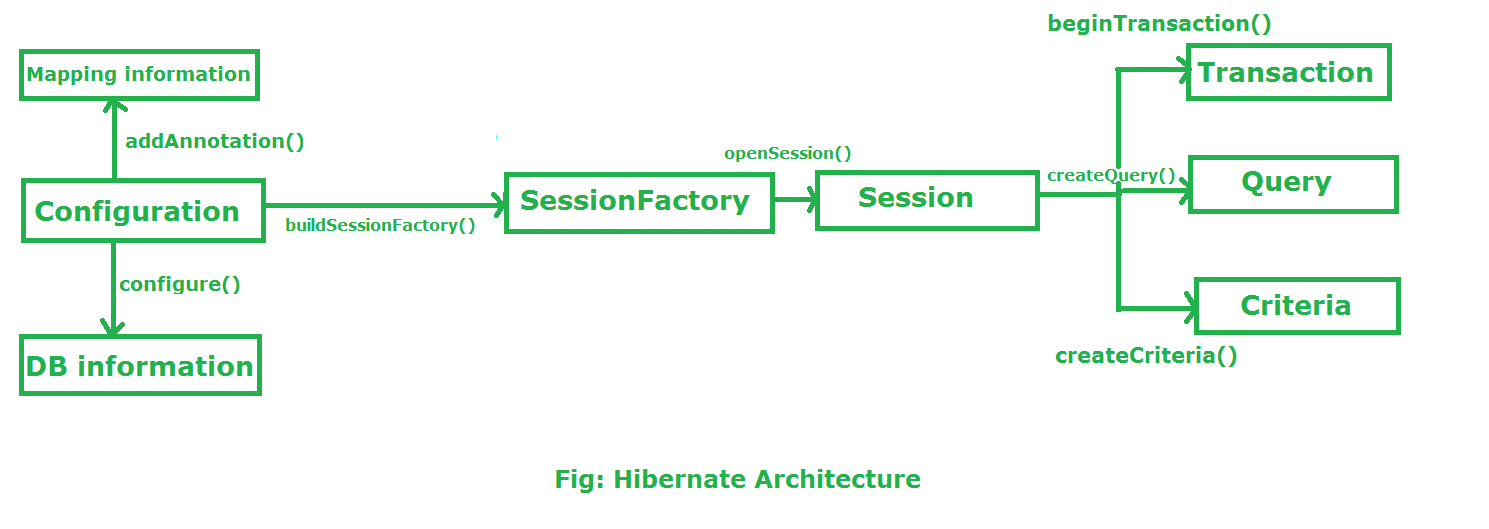 beginTransaction()
Transaction
Mapping information
addAnnotation()
openSession()
createQuery()
Query
Configuration
SessionFactory
Session
buildSessionFactory()
configure()
Criteria
createCriteria()
DB information
Fig: Hibernate Architecture